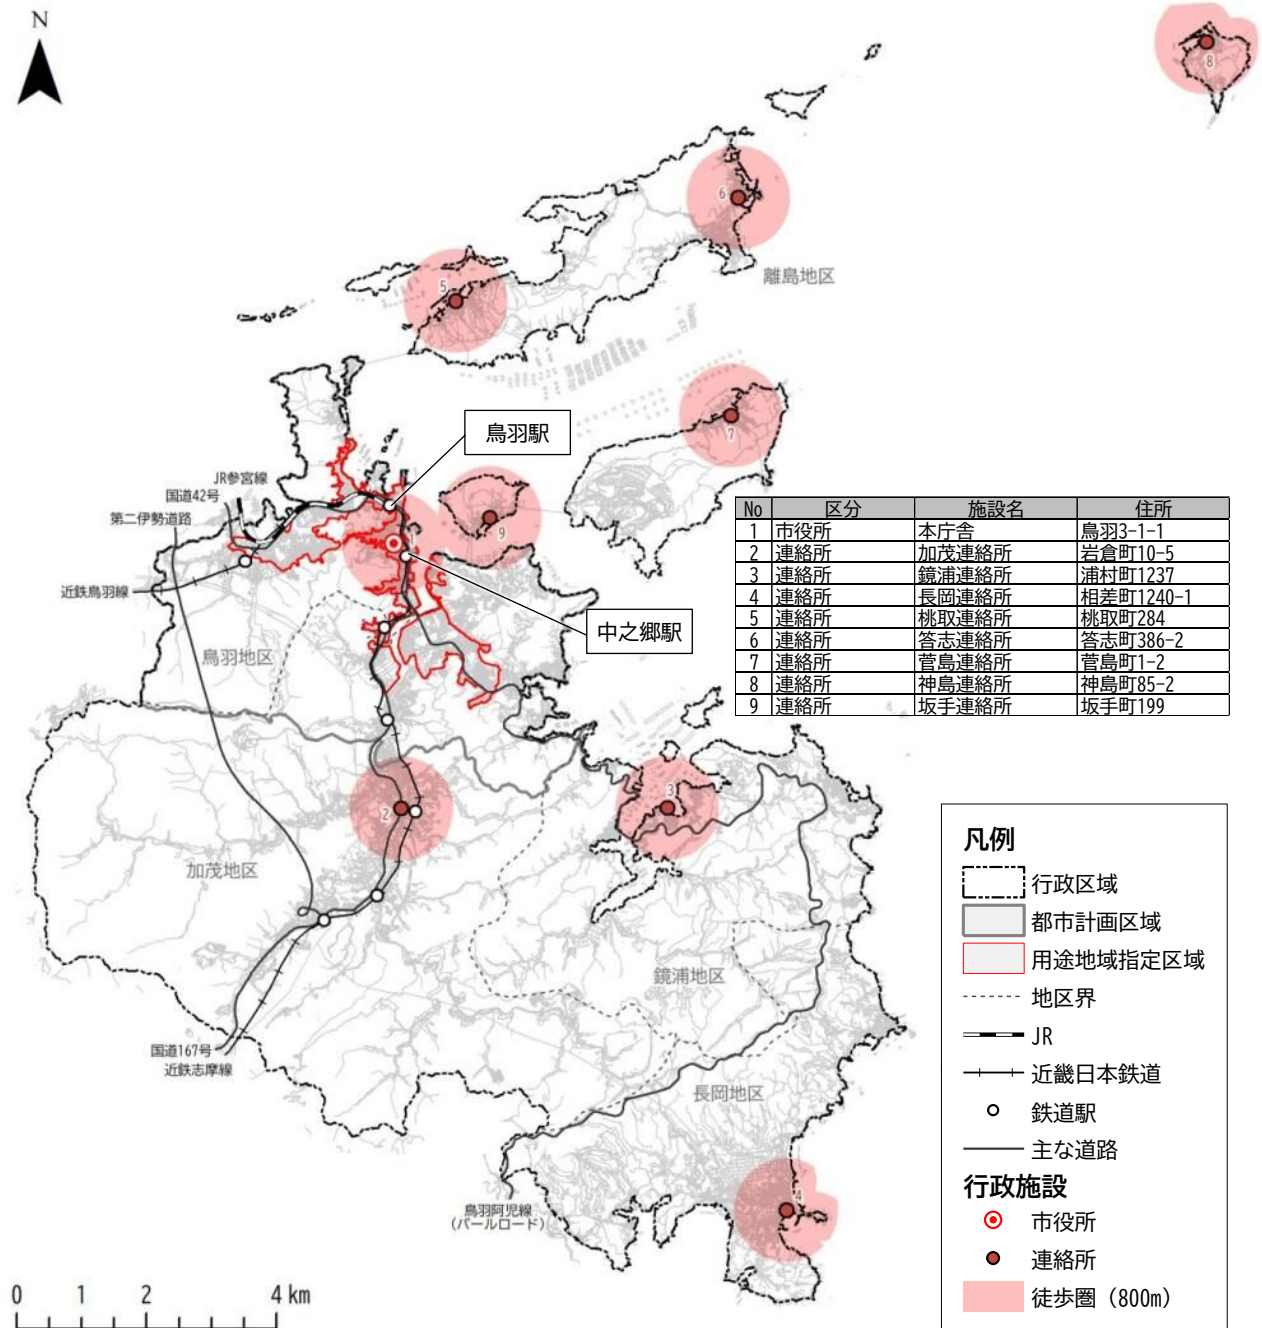 N
8
6
離島地区
5
鳥羽駅
7
JR参宮線
国道42号
第二伊勢道路
9
近鉄鳥羽線
中之郷駅
鳥羽地区
No 区分 施設名 住所
1 市役所 本庁舎 鳥羽3-1-1
2 連絡所 加茂連絡所 岩倉町10-5
3 連絡所 鏡浦連絡所 浦村町1237
4 連絡所 長岡連絡所 相差町1240-1
5 連絡所 桃取連絡所 桃取町284
6 連絡所 答志連絡所 答志町386-2
7 連絡所 菅島連絡所 菅島町1-2
8 連絡所 神島連絡所 神島町85-2
9 連絡所 坂手連絡所 坂手町199
3
2
加茂地区
鏡浦地区
国道167号
近鉄志摩線
長岡地区
4
鳥羽阿児線
(パールロード)
0 1 2 4 km
凡例
行政区域
都市計画区域
用途地域指定区域
地区界
JR
近畿日本鉄道
鉄道駅
主な道路
行政施設
市役所
連絡所
徒歩圏（800m）